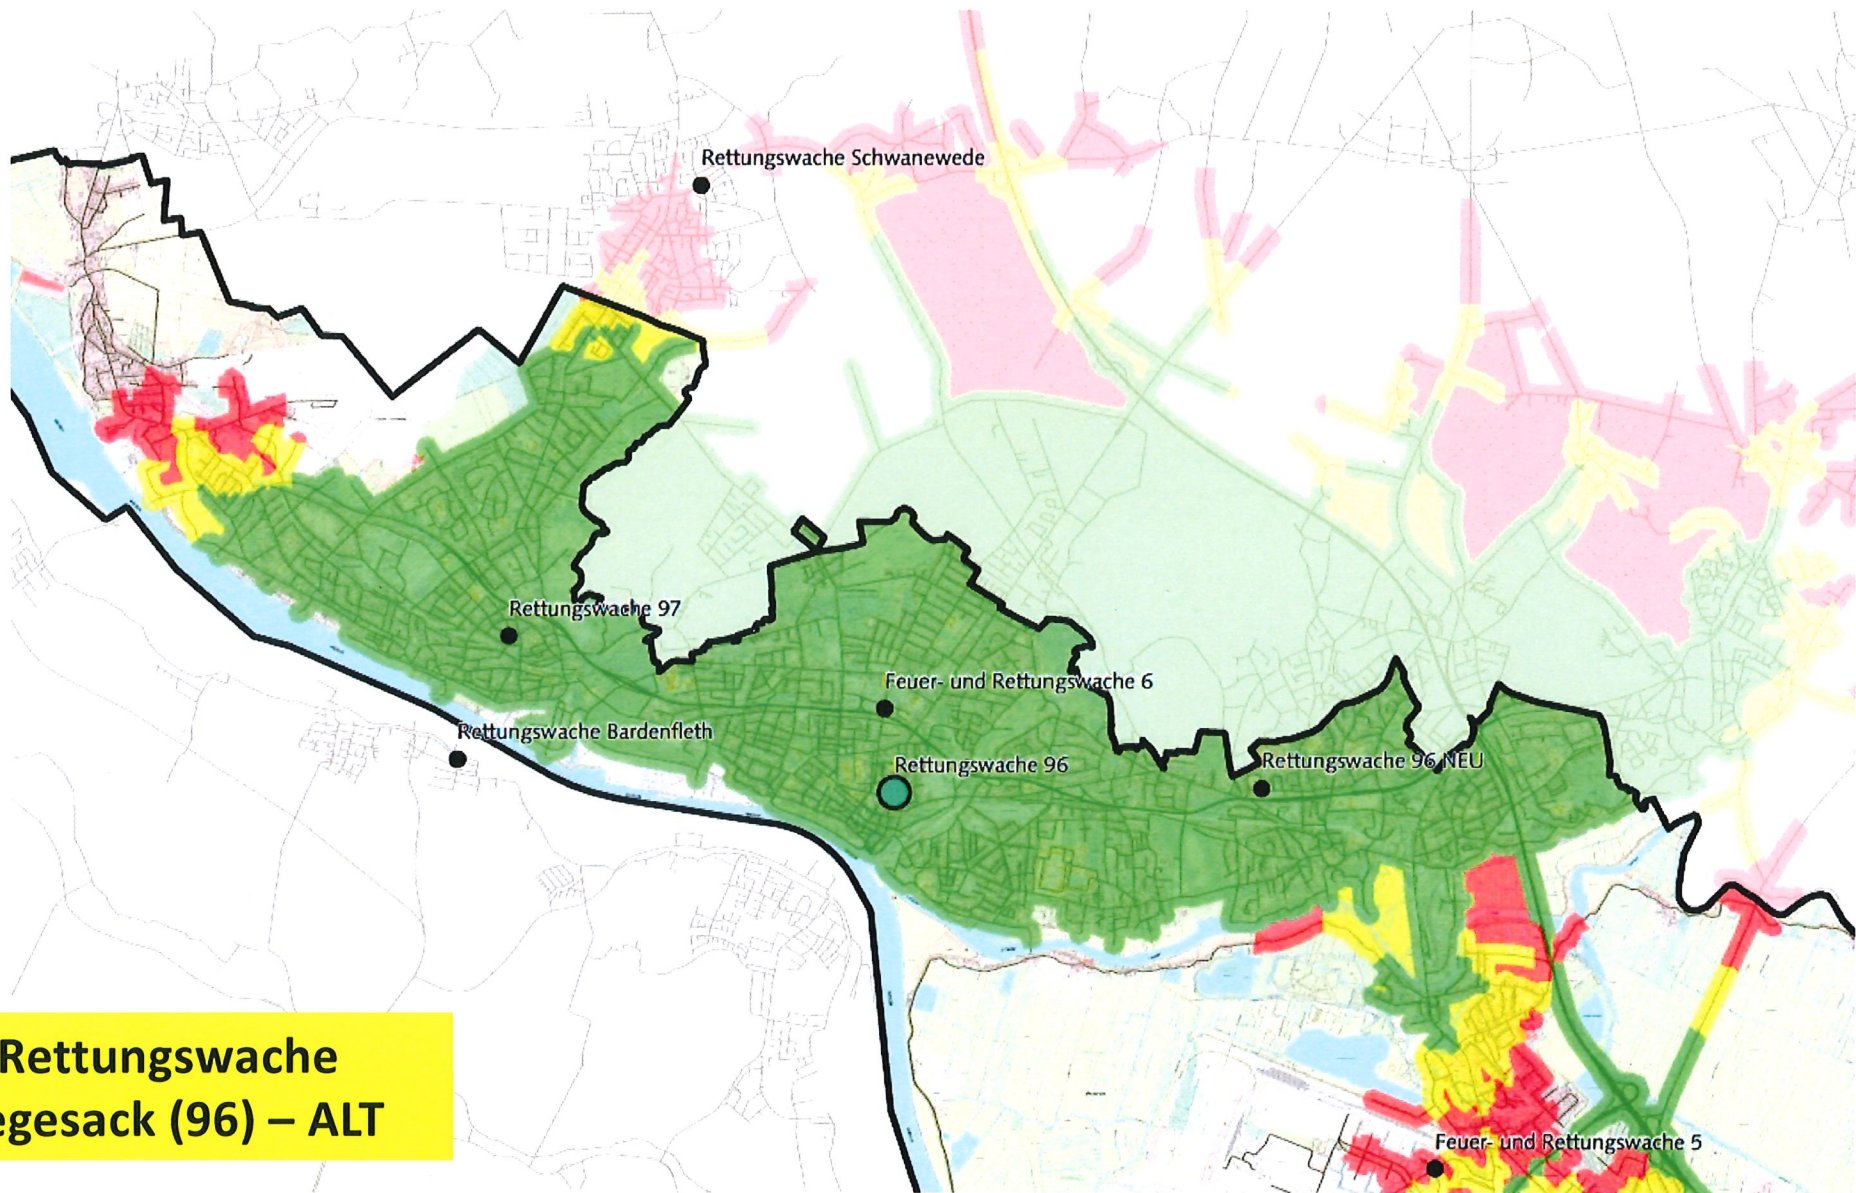 Rettungswache Schwanewede
Rettungswache 97
Feuer- und Rettungswache 6
Rettungswache Bardenfleth
Rettungswache 96
Rettungswache 96 NEU
Rettungswache
egesack (96) – ALT
Feuer- und Rettungswache 5